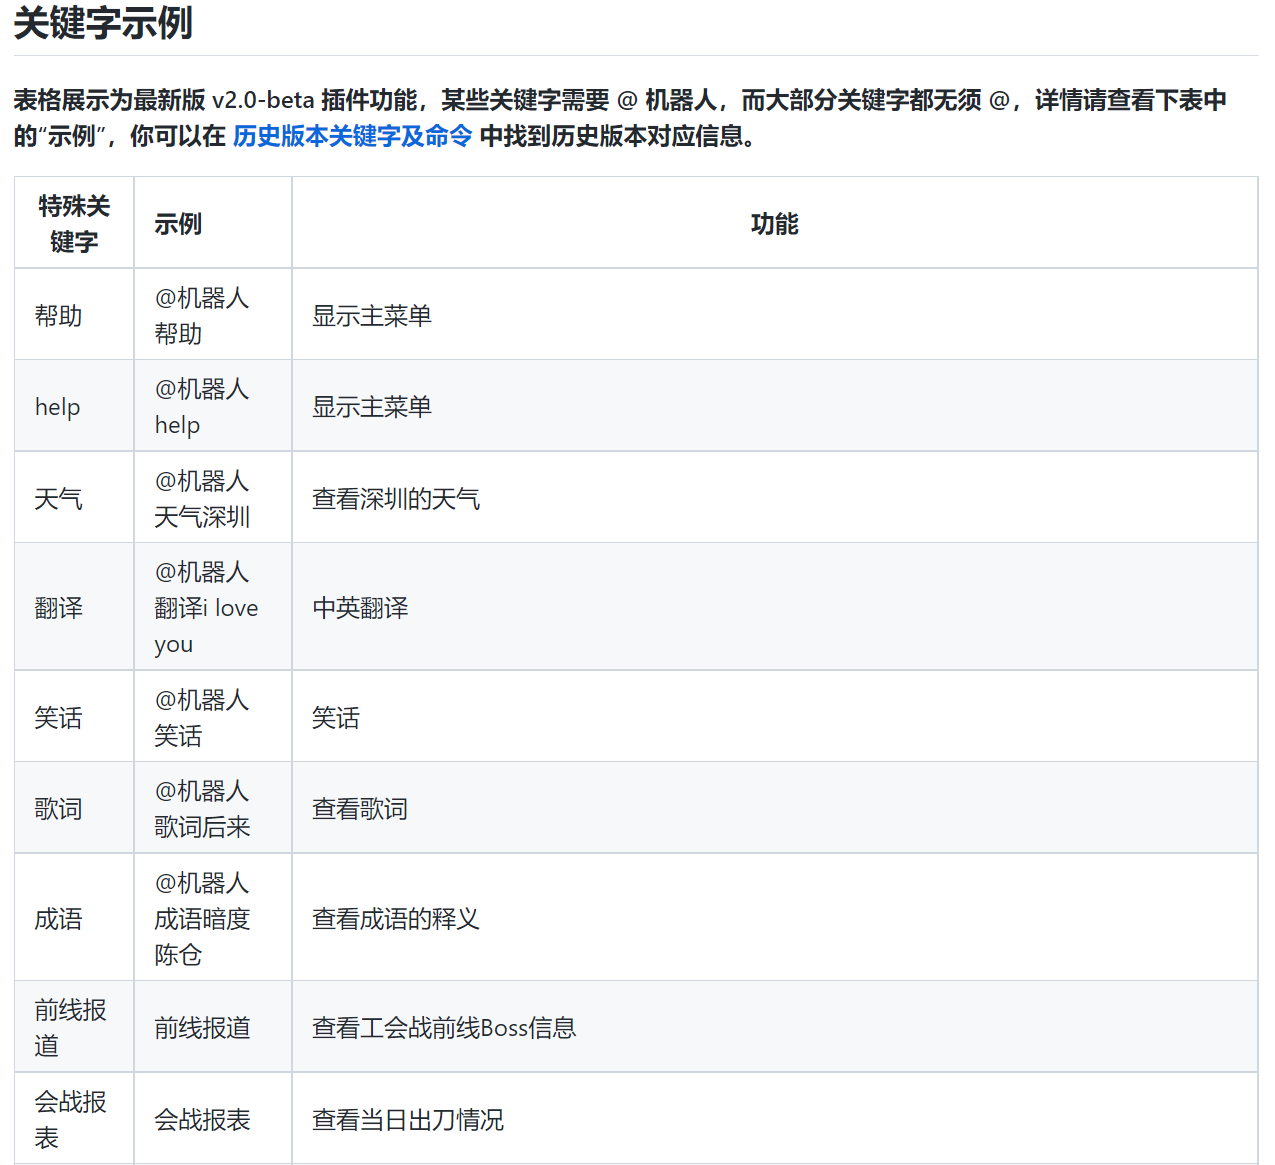 关键字示例
表格展示为最新版 v2.0-beta 插件功能，某些关键字需要 @ 机器人，而大部分关键字都无须 @，详情请查看下表中
的“示例”，你可以在 历史版本关键字及命令 中找到历史版本对应信息。
特殊关
键字
示例
功能
帮助
@机器人
帮助
显示主菜单
help
@机器人
help
显示主菜单
天气
@机器人
天气深圳
查看深圳的天气
翻译
@机器人
翻译i love
you
中英翻译
笑话
@机器人
笑话
笑话
歌词
@机器人
歌词后来
查看歌词
成语
@机器人
成语暗度
陈仓
查看成语的释义
前线报
道
前线报道
查看工会战前线Boss信息
会战报
表
会战报表
查看当日出刀情况